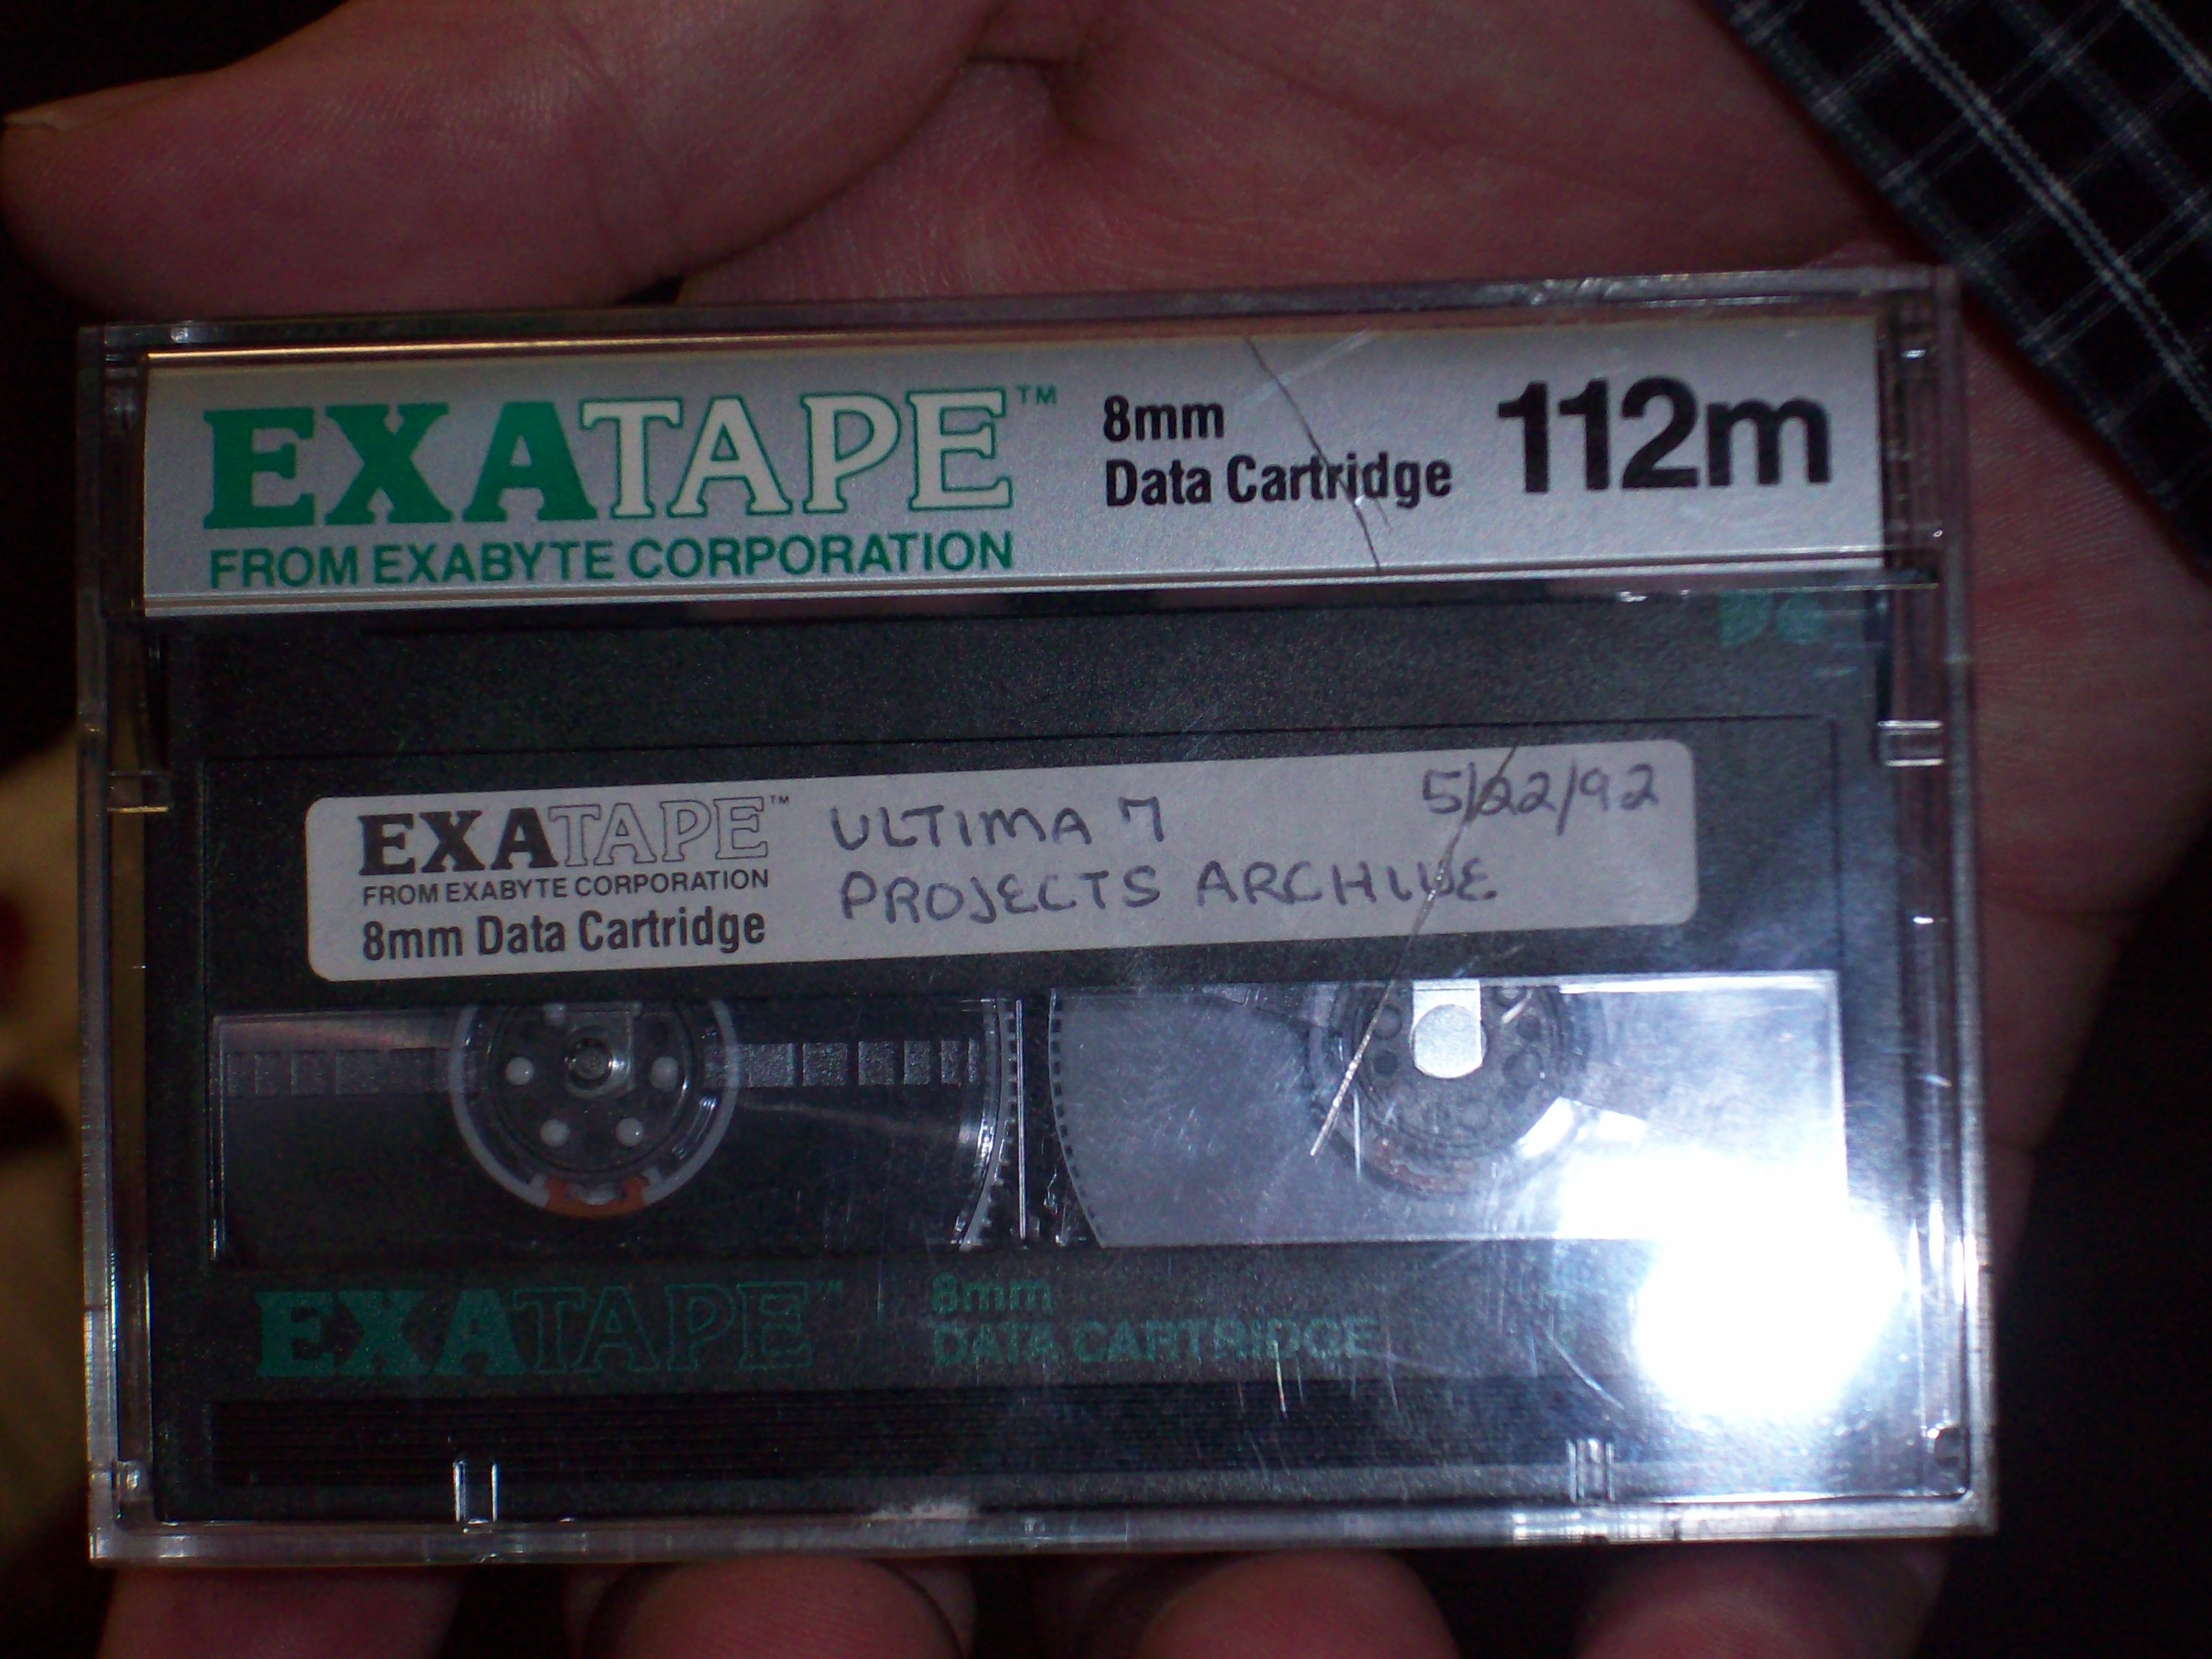 EXATAPE™
FROM EXABYTE CORPORATION
8mm
Data Cartridge
112m
EXATAPE™
FROM EXABYTE CORPORATION
8mm Data Cartridge
ULTIMA 7
PROJECTS ARCHIVE
5/22/92
EXATAPE™
8mm
DATA CARTRIDGE